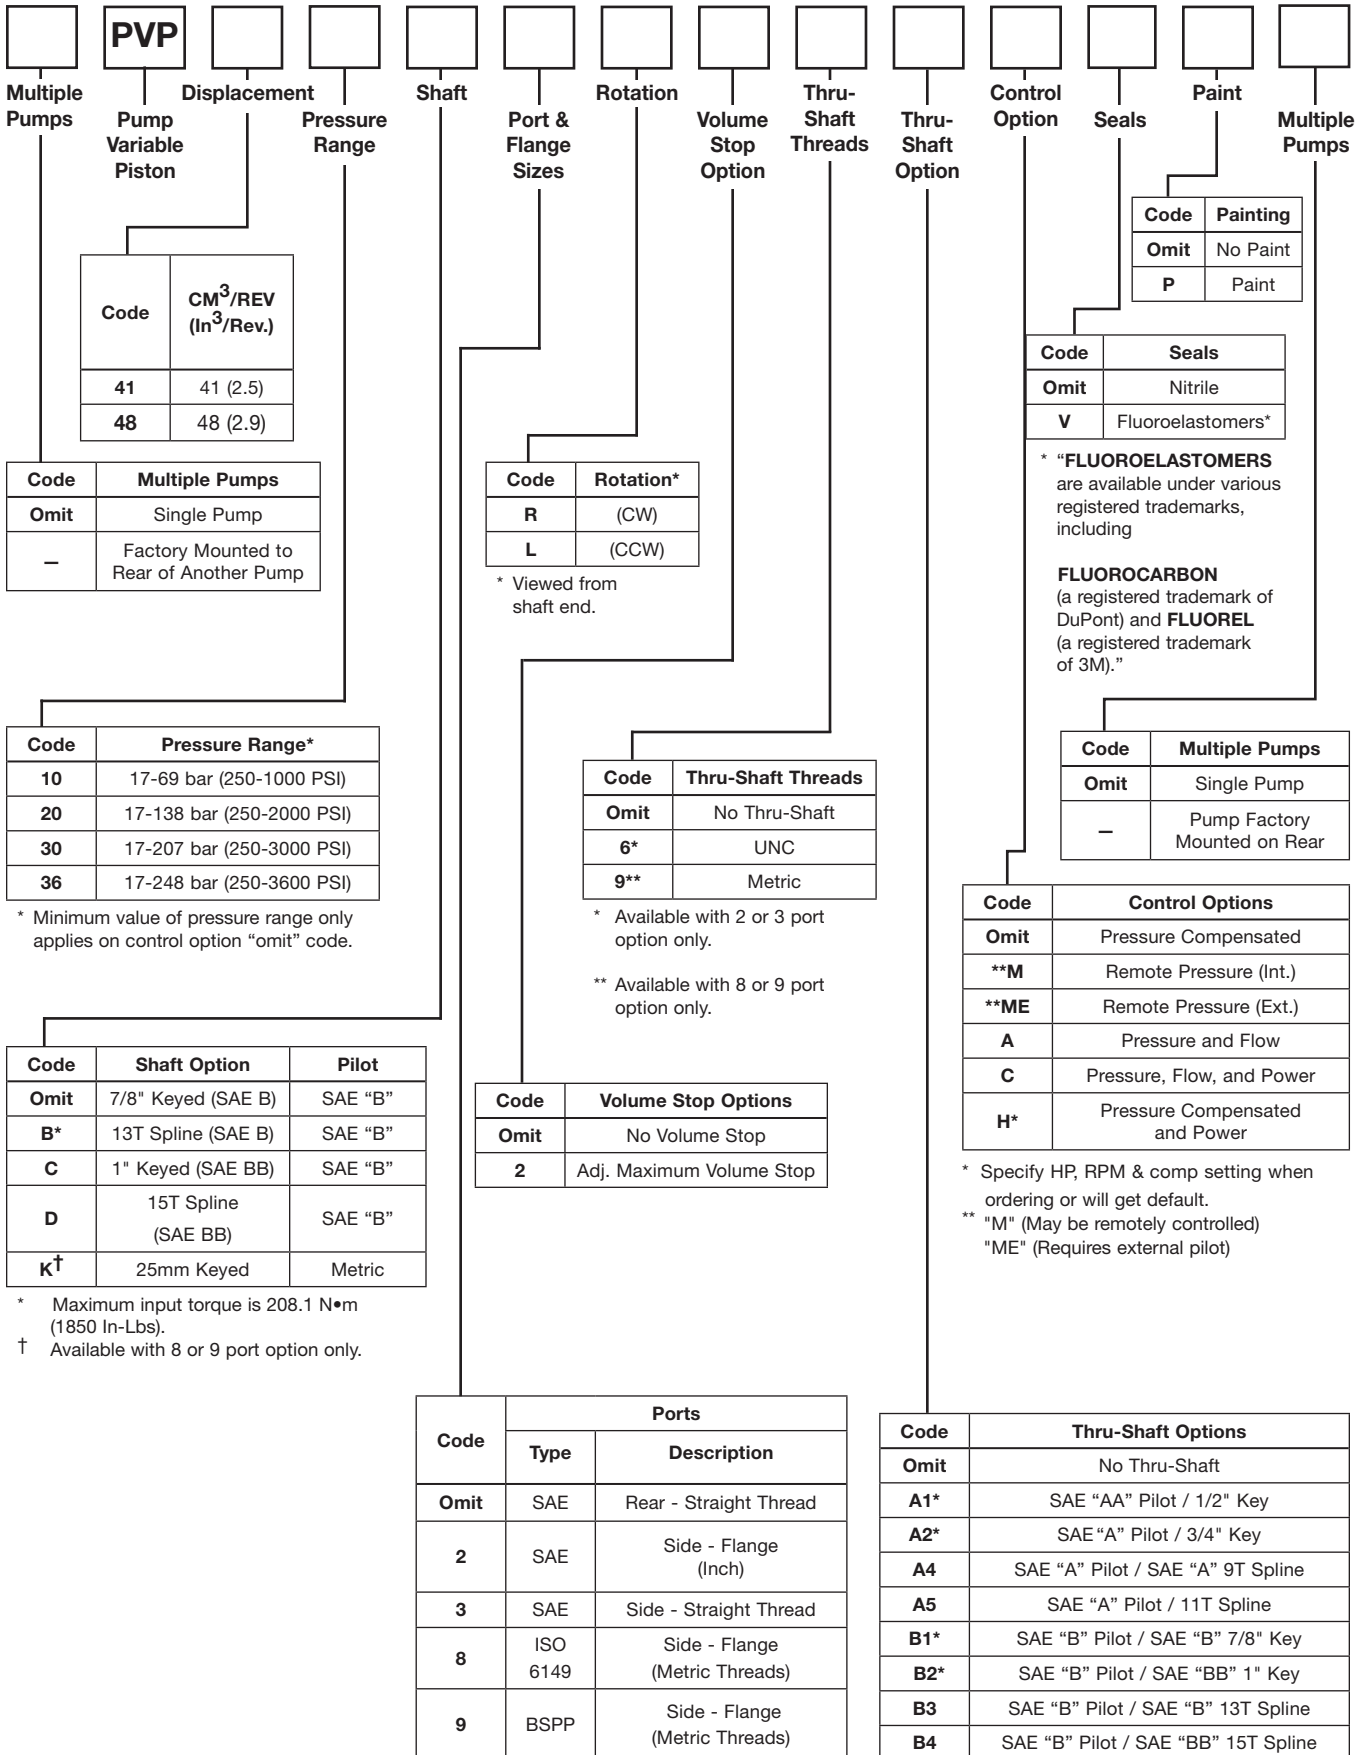 PVP
Multiple Pumps
Pump Variable Piston
Displacement
Pressure Range
Shaft
Port & Flange Sizes
Rotation
Volume Stop Option
Thru-Shaft Threads
Thru-Shaft Option
Control Option
Seals
Paint
Multiple Pumps
Code Painting
Omit No Paint
P Paint
Code CM3/REV (In3/Rev.)
41 41 (2.5)
48 48 (2.9)
Code Seals
Omit Nitrile
V Fluoroelastomers*
* “FLUOROELASTOMERS
are available under various
registered trademarks,
including
FLUOROCARBON
(a registered trademark of
DuPont) and FLUOREL
(a registered trademark
of 3M).”
Code Multiple Pumps
Omit Single Pump
— Factory Mounted to
Rear of Another Pump
Code Rotation*
R (CW)
L (CCW)
* Viewed from
shaft end.
Code Pressure Range*
10 17-69 bar (250-1000 PSI)
20 17-138 bar (250-2000 PSI)
30 17-207 bar (250-3000 PSI)
36 17-248 bar (250-3600 PSI)
* Minimum value of pressure range only
applies on control option “omit” code.
Code Thru-Shaft Threads
Omit No Thru-Shaft
6* UNC
9** Metric
* Available with 2 or 3 port
option only.
** Available with 8 or 9 port
option only.
Code Multiple Pumps
Omit Single Pump
— Pump Factory
Mounted on Rear
Code Control Options
Omit Pressure Compensated
**M Remote Pressure (Int.)
**ME Remote Pressure (Ext.)
A Pressure and Flow
C Pressure, Flow, and Power
H* Pressure Compensated
and Power
* Specify HP, RPM & comp setting when
ordering or will get default.
** "M" (May be remotely controlled)
"ME" (Requires external pilot)
Code Shaft Option Pilot
Omit 7/8" Keyed (SAE B) SAE “B”
B* 13T Spline (SAE B) SAE “B”
C 1" Keyed (SAE BB) SAE “B”
D 15T Spline
(SAE BB) SAE “B”
K† 25mm Keyed Metric
* Maximum input torque is 208.1 N•m
(1850 In-Lbs).
† Available with 8 or 9 port option only.
Code Volume Stop Options
Omit No Volume Stop
2 Adj. Maximum Volume Stop
Code Ports
Type Description
Omit SAE Rear - Straight Thread
2 SAE Side - Flange
(Inch)
3 SAE Side - Straight Thread
8 ISO 6149 Side - Flange
(Metric Threads)
9 BSPP Side - Flange
(Metric Threads)
Code Thru-Shaft Options
Omit No Thru-Shaft
A1* SAE “AA” Pilot / 1/2" Key
A2* SAE “A” Pilot / 3/4" Key
A4 SAE “A” Pilot / SAE “A” 9T Spline
A5 SAE “A” Pilot / 11T Spline
B1* SAE “B” Pilot / SAE “B” 7/8" Key
B2* SAE “B” Pilot / SAE “BB” 1" Key
B3 SAE “B” Pilot / SAE “B” 13T Spline
B4 SAE “B” Pilot / SAE “BB” 15T Spline